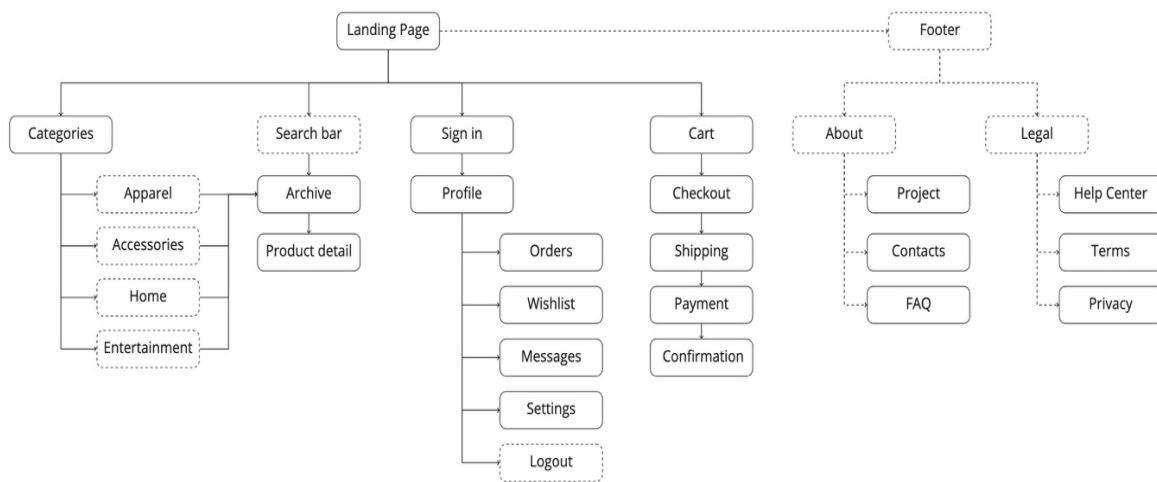 Landing Page
Footer
Categories
Search bar
Sign in
Cart
About
Legal
Apparel
Archive
Profile
Checkout
Project
Help Center
Accessories
Product detail
Orders
Shipping
Contacts
Terms
Home
Wishlist
Payment
FAQ
Privacy
Entertainment
Messages
Confirmation
Settings
Logout